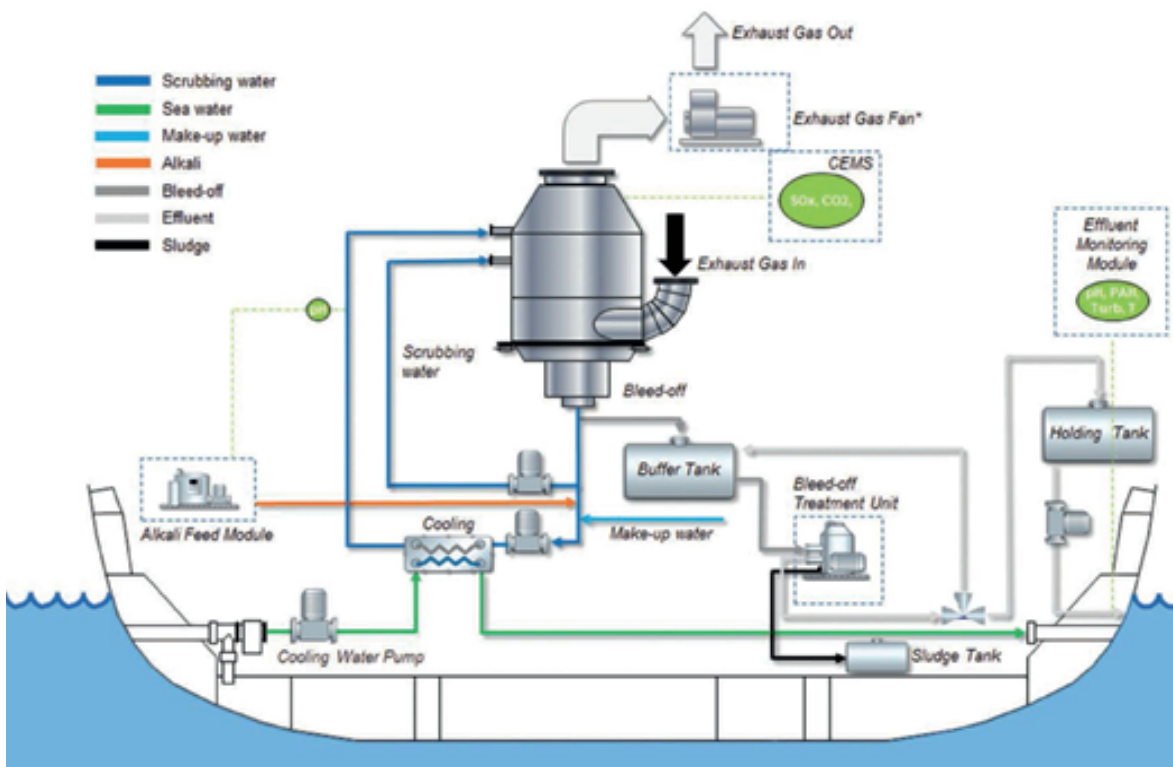 Exhaust Gas Out
Scrubbing water
Sea water
Make-up water
Alkali
Bleed-off
Effluent
Sludge
Exhaust Gas Fan*
CEMS
SOx, CO2,
Exhaust Gas In
Effluent
Monitoring
Module
pH, PAH,
Turb, T
pH
Scrubbing
water
Bleed-off
Holding Tank
Buffer Tank
Bleed-off
Treatment Unit
Alkali Feed Module
Cooling
Make-up water
Cooling Water Pump
Sludge Tank